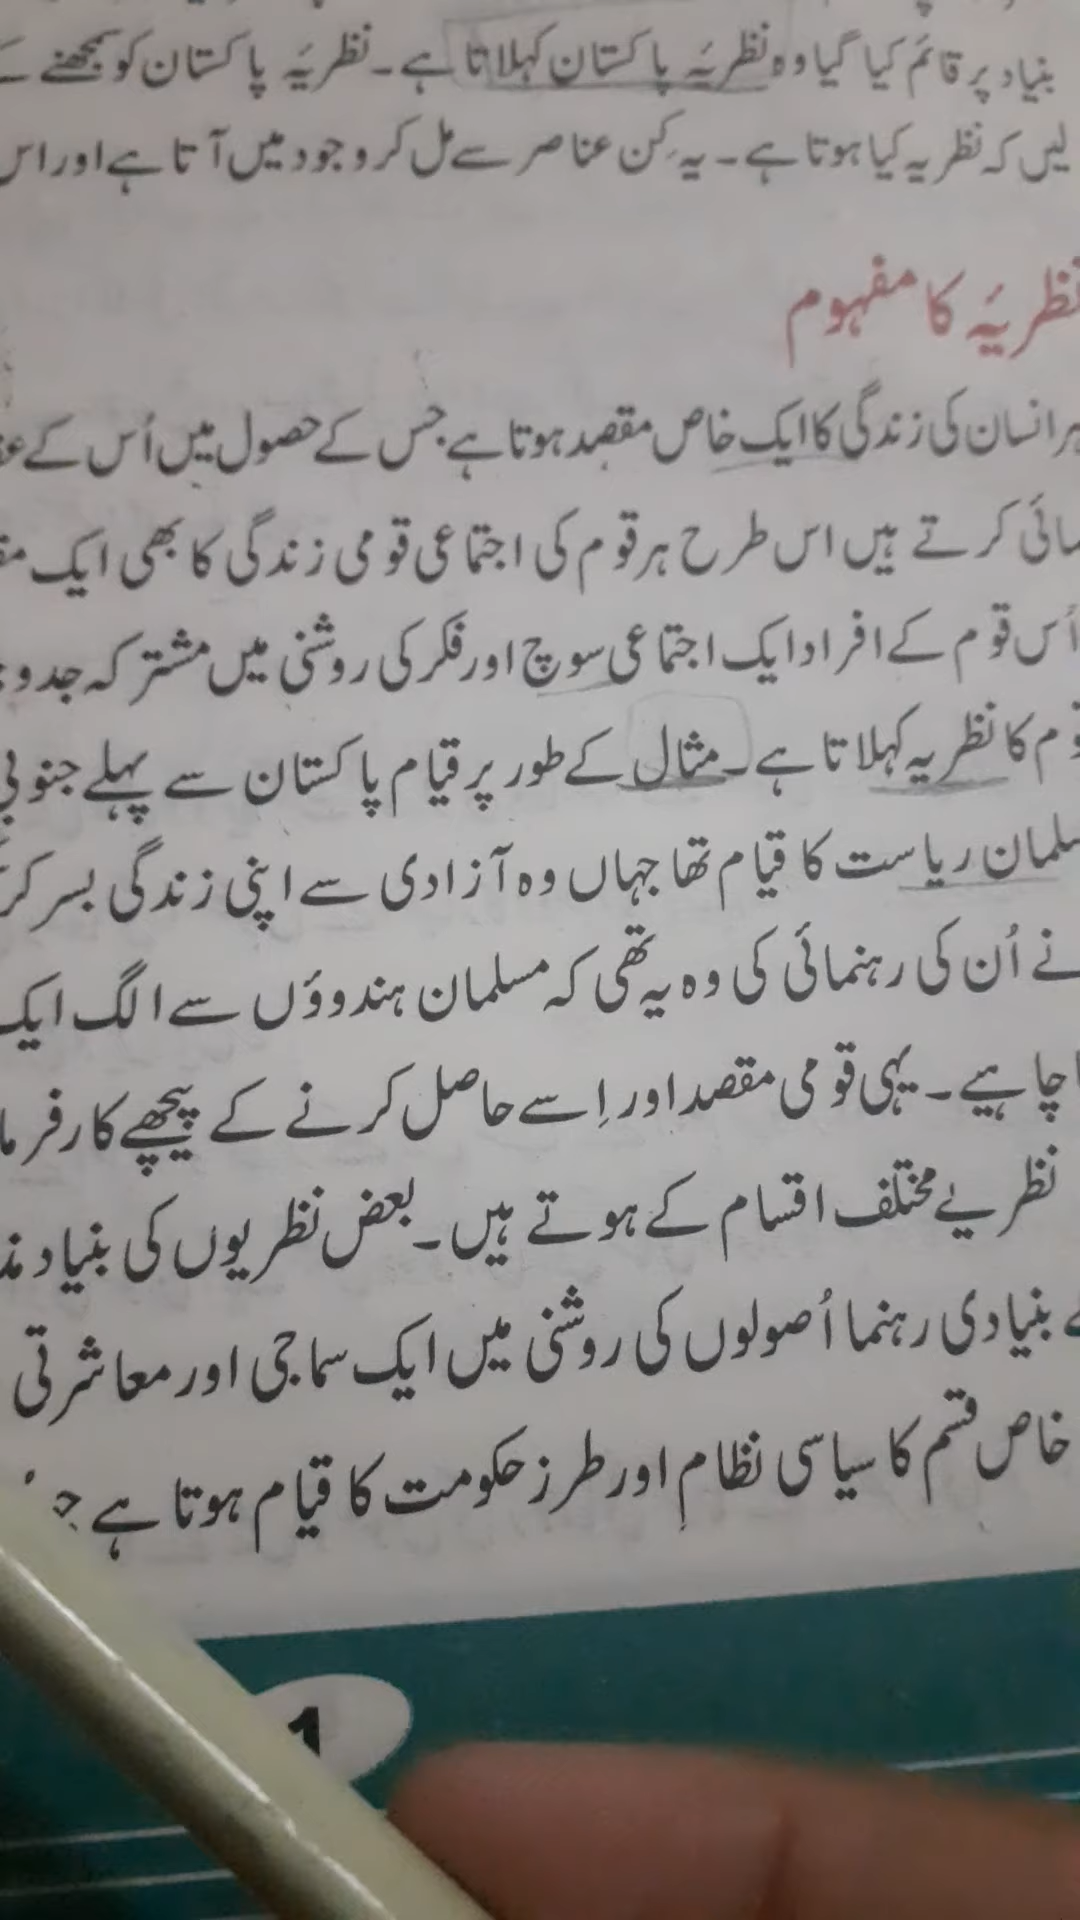 بنیاد پر قائم کیا گیا وہ نظریۂ پاکستان کہلاتا ہے۔ نظریۂ پاکستان کو سمجھنے
لیں کہ نظریہ کیا ہوتا ہے۔ یہ کن عناصر سے مل کر وجود میں آتا ہے اور اس
نظریۂ کا مفہوم
ہر انسان کی زندگی کا ایک خاص مقصد ہوتا ہے جس کے حصول میں اُس کے
کرتے ہیں اس طرح ہر قوم کی اجتماعی قومی زندگی کا بھی ایک
اُس قوم کے افراد ایک اجتماعی سوچ اور فکر کی روشنی میں مشترکہ جدو
قوم کا نظریہ کہلاتا ہے۔ مثال کے طور پر قیام پاکستان سے پہلے جنوبی
مسلمان ریاست کا قیام تھا جہاں وہ آزادی سے اپنی زندگی بسر کر
نے اُن کی رہنمائی کی وہ یہ تھی کہ مسلمان ہندوؤں سے الگ ایک
چاہیے۔ یہی قومی مقصد اور اِسے حاصل کرنے کے پیچھے کارفرما
نظریے مختلف اقسام کے ہوتے ہیں۔ بعض نظریوں کی بنیاد
بنیادی رہنما اُصولوں کی روشنی میں ایک سماجی اور معاشرتی
خاص قسم کا سیاسی نظام اور طرز حکومت کا قیام ہوتا ہے
1